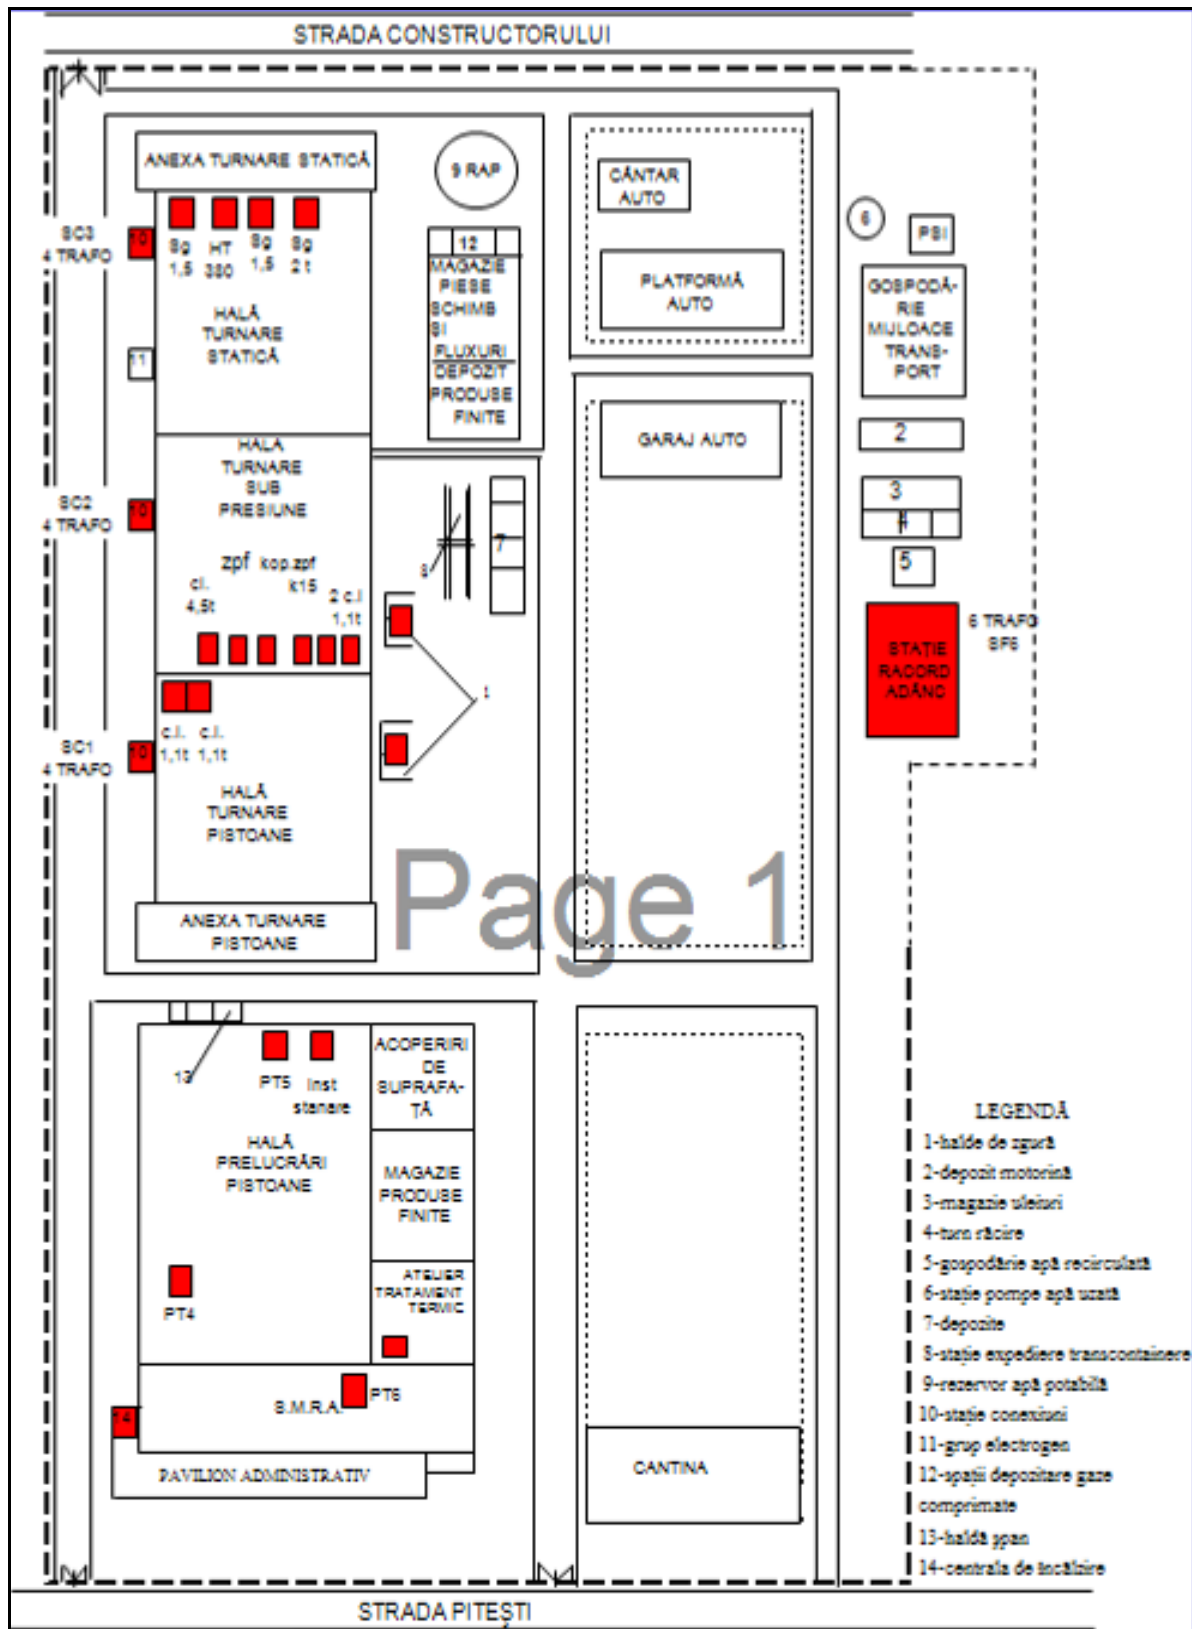 STRADA CONSTRUCTORULUI
ANEXA TURNARE STATICĂ
9 RAP
CÂNTAR
AUTO
6
PSI
SC3
4 TRAFO
10
Sg
1,5
HT
380
Sg
1,5
Sg
2 t
12
MAGAZIE
PIESE
SCHIMB
ȘI
FLUXURI
DEPOZIT
PRODUSE
FINITE
PLATFORMĂ
AUTO
GOSPODĂ-
RIE
MIJLOACE
TRANS-
PORT
HALĂ
TURNARE
STATICĂ
11
GARAJ AUTO
2
HALA
TURNARE
SUB
PRESIUNE
SC2
4 TRAFO
10
3
4
7
8
5
zpf
kop.zpf
k15
cl.
4,5t
2 c.l
1,1t
STAȚIE
RACORD
ADÂNC
6 TRAFO
SF6
1
SC1
4 TRAFO
10
c.l.
1,1t
c.l.
1,1t
HALĂ
TURNARE
PISTOANE
Page 1
ANEXA TURNARE
PISTOANE
13
PT5
Inst
stanare
ACOPERIRI
DE
SUPRAFA-
TĂ
HALĂ
PRELUCRĂRI
PISTOANE
MAGAZIE
PRODUSE
FINITE
PT4
ATELIER
TRATAMENT
TERMIC
S.M.R.A.
PT6
14
PAVILION ADMINISTRATIV
CANTINA
LEGENDĂ
1-halde de zgură
2-depozit motorină
3-magazie uleiuri
4-turn răcire
5-gospodărie apă recirculată
6-stație pompe apă uzată
7-depozite
8-stație expediere transcontainere
9-rezervor apă potabilă
10-stație conexiuni
11-grup electrogen
12-spații depozitare gaze
comprimate
13-haldă șpan
14-centrala de încălzire
STRADA PITEȘTI